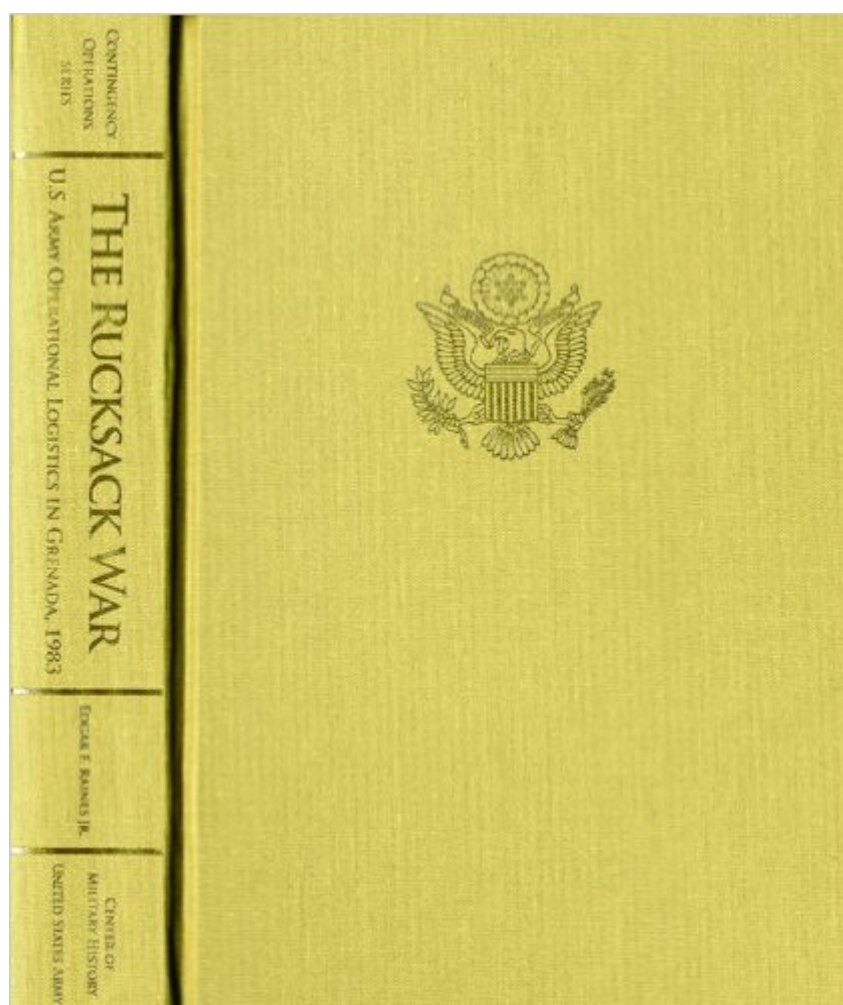 CONTINGENCY
OPERATIONS
SERIES
THE RUCKSACK WAR
U.S. ARMY OPERATIONAL LOGISTICS IN GRENADA, 1983
EDGAR F. RAINES JR.
CENTER OF
MILITARY HISTORY
UNITED STATES ARMY